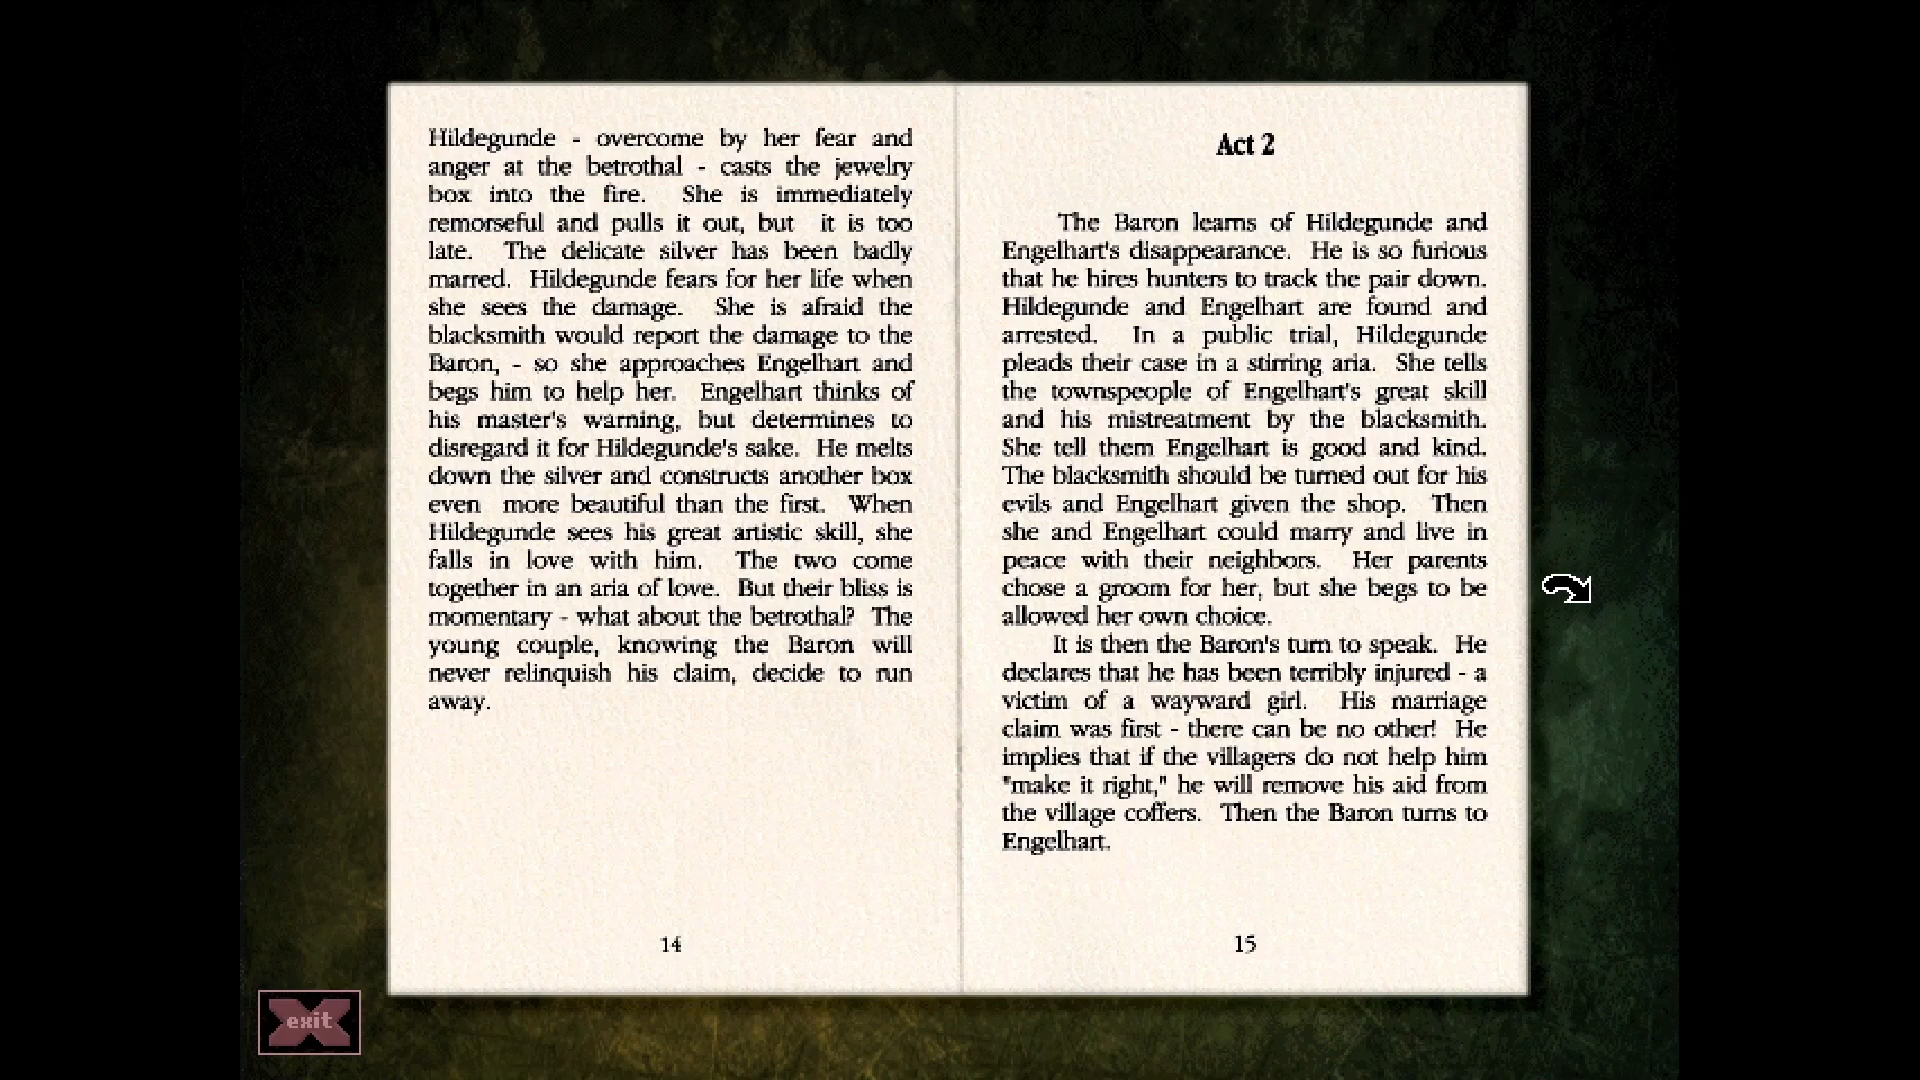 Hildegunde - overcome by her fear and
anger at the betrothal - casts the jewelry
box into the fire. She is immediately
remorseful and pulls it out, but it is too
late. The delicate silver has been badly
marred. Hildegunde fears for her life when
she sees the damage. She is afraid the
blacksmith would report the damage to the
Baron, - so she approaches Engelhart and
begs him to help her. Engelhart thinks of
his master's warning, but determines to
disregard it for Hildegunde's sake. He melts
down the silver and constructs another box
even more beautiful than the first. When
Hildegunde sees his great artistic skill, she
falls in love with him. The two come
together in an aria of love. But their bliss is
momentary - what about the betrothal? The
young couple, knowing the Baron will
never relinquish his claim, decide to run
away.
14
Act 2
The Baron learns of Hildegunde and
Engelhart's disappearance. He is so furious
that he hires hunters to track the pair down.
Hildegunde and Engelhart are found and
arrested. In a public trial, Hildegunde
pleads their case in a stirring aria. She tells
the townspeople of Engelhart's great skill
and his mistreatment by the blacksmith.
She tell them Engelhart is good and kind.
The blacksmith should be turned out for his
evils and Engelhart given the shop. Then
she and Engelhart could marry and live in
peace with their neighbors. Her parents
chose a groom for her, but she begs to be
allowed her own choice.
It is then the Baron's turn to speak. He
declares that he has been terribly injured - a
victim of a wayward girl. His marriage
claim was first - there can be no other! He
implies that if the villagers do not help him
"make it right," he will remove his aid from
the village coffers. Then the Baron turns to
Engelhart.
15
exit